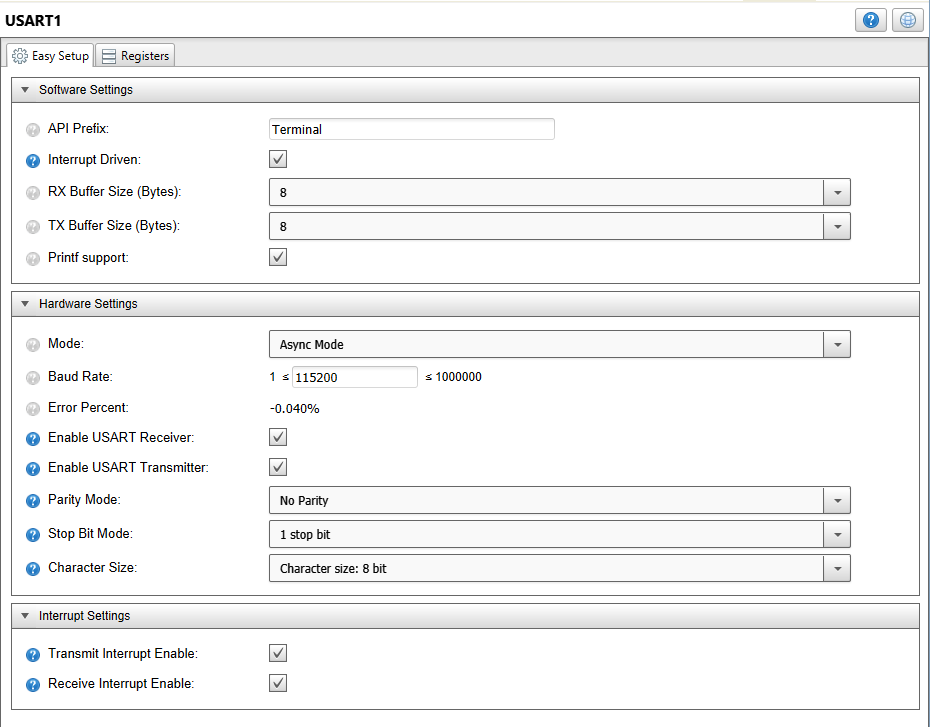 USART1
Easy Setup Registers
Software Settings
API Prefix: Terminal
Interrupt Driven:
RX Buffer Size (Bytes): 8
TX Buffer Size (Bytes): 8
Printf support:
Hardware Settings
Mode: Async Mode
Baud Rate: 1 ≤ 115200 ≤ 1000000
Error Percent: -0.040%
Enable USART Receiver:
Enable USART Transmitter:
Parity Mode: No Parity
Stop Bit Mode: 1 stop bit
Character Size: Character size: 8 bit
Interrupt Settings
Transmit Interrupt Enable:
Receive Interrupt Enable: